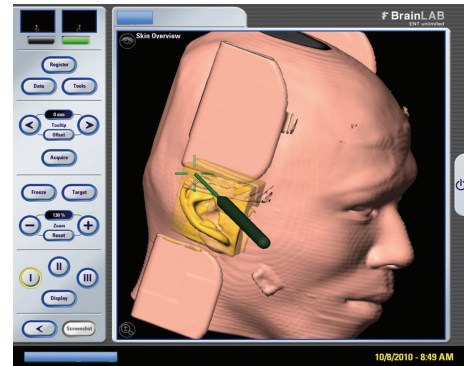 BrainLAB
ENT unlimited
Skin Overview
Register
Data
Tools
0 mm
Tooltip
Offset
Acquire
Freeze
Target
130 %
Zoom
Reset
I
II
III
Display
Screenshot
10/8/2010 - 8:49 AM